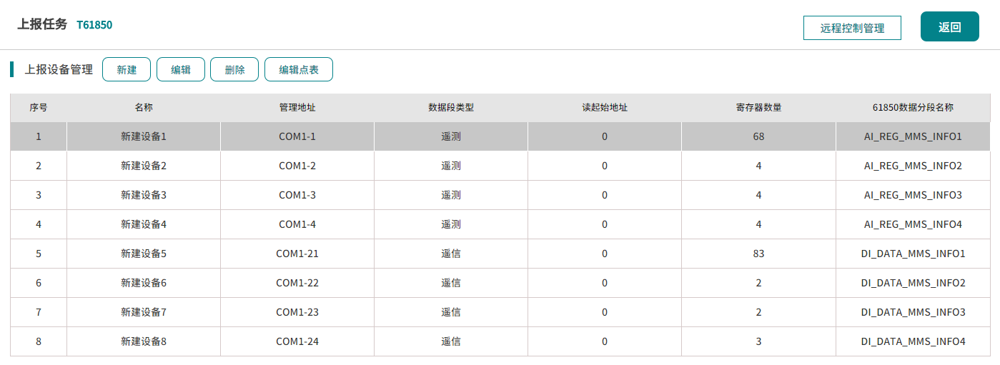 上报任务 T61850 远程控制管理 返回
上报设备管理 新建 编辑 删除 编辑点表
序号 名称 管理地址 数据段类型 读起始地址 寄存器数量 61850数据分段名称
1 新建设备1 COM1-1 遥测 0 68 AI_REG_MMS_INFO1
2 新建设备2 COM1-2 遥测 0 4 AI_REG_MMS_INFO2
3 新建设备3 COM1-3 遥测 0 4 AI_REG_MMS_INFO3
4 新建设备4 COM1-4 遥测 0 4 AI_REG_MMS_INFO4
5 新建设备5 COM1-21 遥信 0 83 DI_DATA_MMS_INFO1
6 新建设备6 COM1-22 遥信 0 2 DI_DATA_MMS_INFO2
7 新建设备7 COM1-23 遥信 0 2 DI_DATA_MMS_INFO3
8 新建设备8 COM1-24 遥信 0 3 DI_DATA_MMS_INFO4